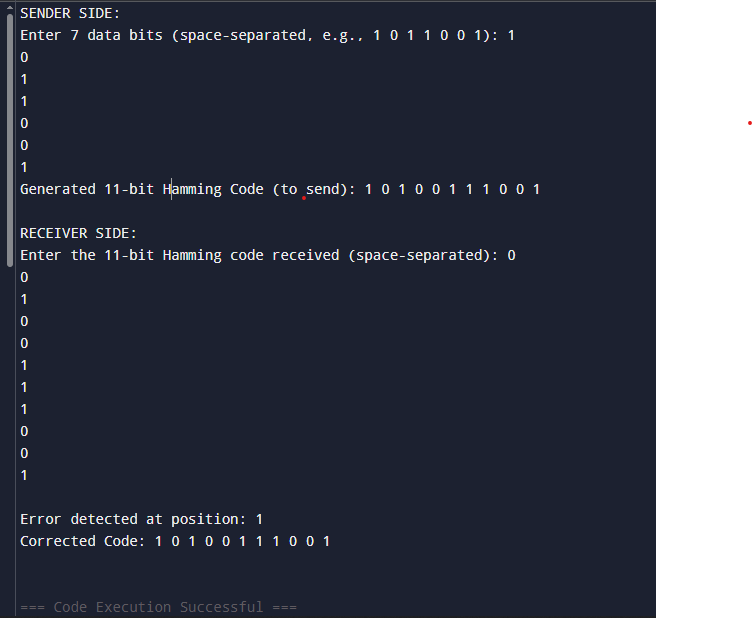 SENDER SIDE:
Enter 7 data bits (space-separated, e.g., 1 0 1 1 0 0 1): 1
0
1
1
0
0
1
Generated 11-bit Hamming Code (to send): 1 0 1 0 0 1 1 1 0 0 1
RECEIVER SIDE:
Enter the 11-bit Hamming code received (space-separated): 0
0
1
0
0
1
1
1
0
0
1
Error detected at position: 1
Corrected Code: 1 0 1 0 0 1 1 1 0 0 1
=== Code Execution Successful ===